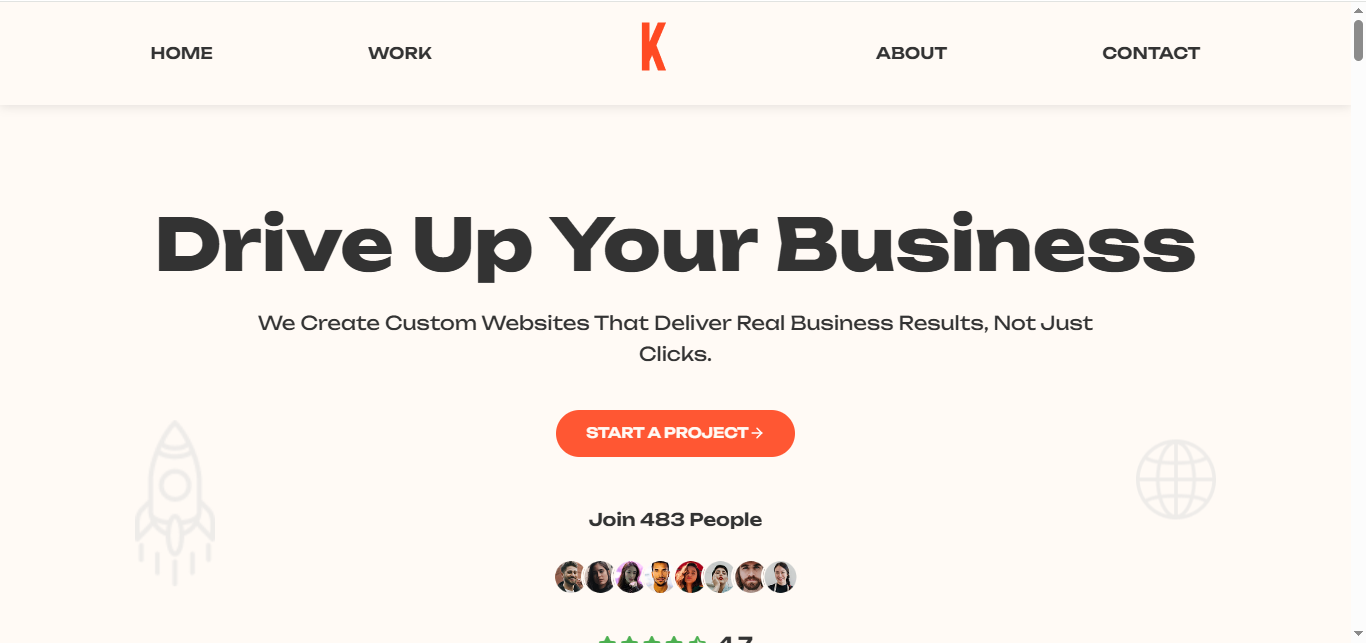 HOME WORK K ABOUT CONTACT
Drive Up Your Business
We Create Custom Websites That Deliver Real Business Results, Not Just
Clicks.
START A PROJECT →
Join 483 People
4.7